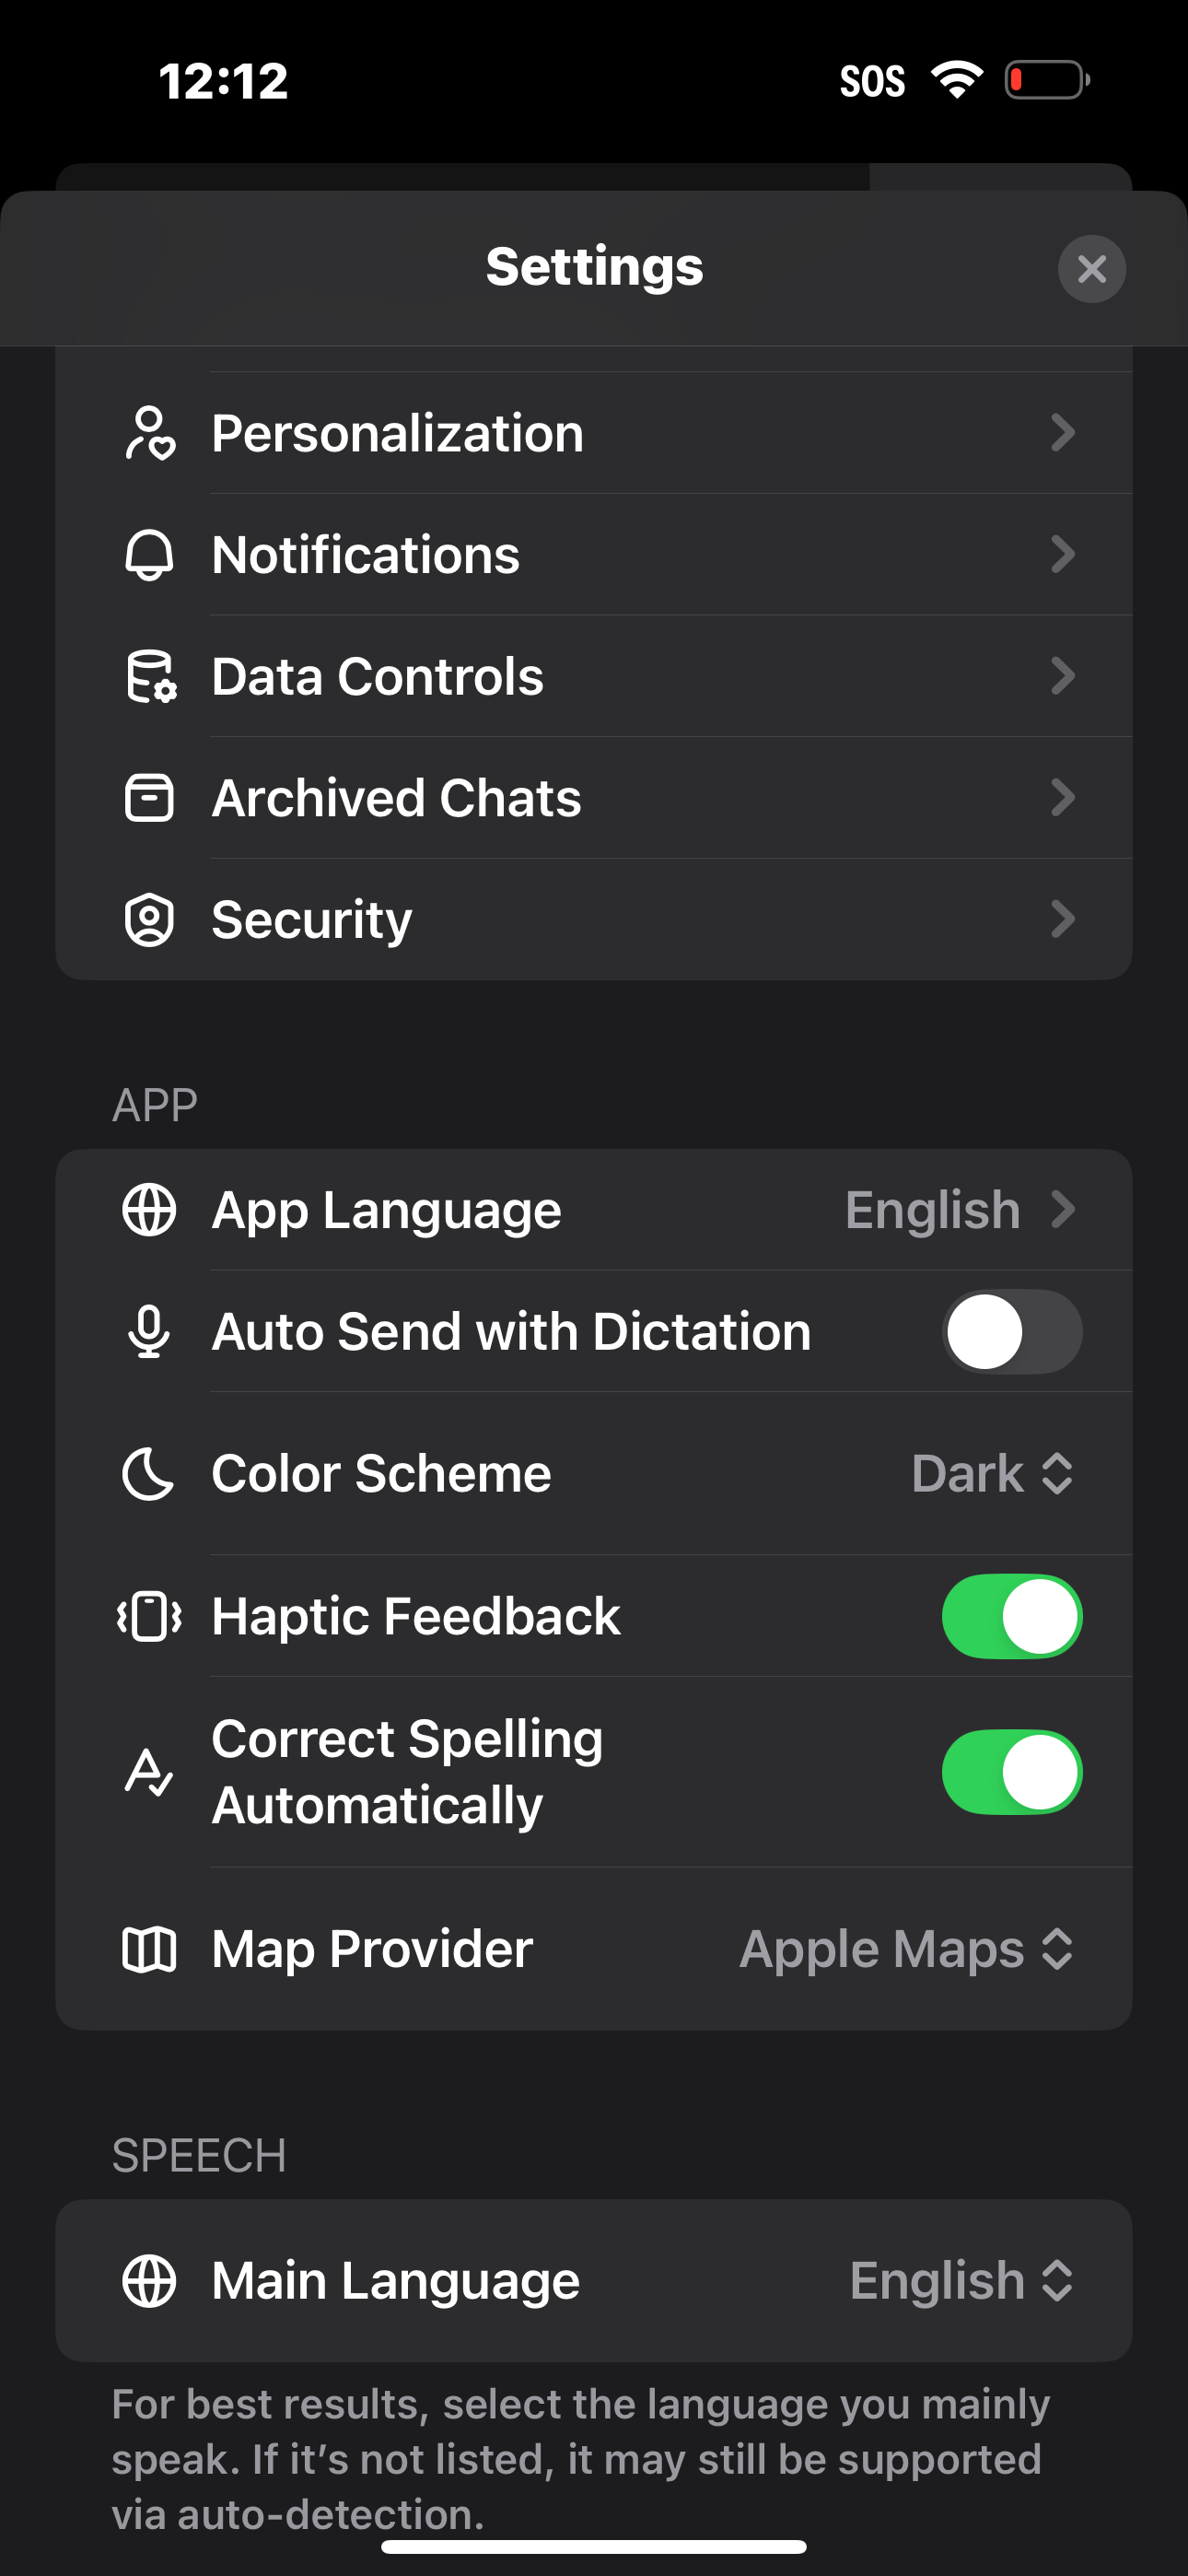 12:12
SOS
Settings
Personalization
Notifications
Data Controls
Archived Chats
Security
APP
App Language English
Auto Send with Dictation
Color Scheme Dark
Haptic Feedback
Correct Spelling
Automatically
Map Provider Apple Maps
SPEECH
Main Language English
For best results, select the language you mainly
speak. If it’s not listed, it may still be supported
via auto-detection.